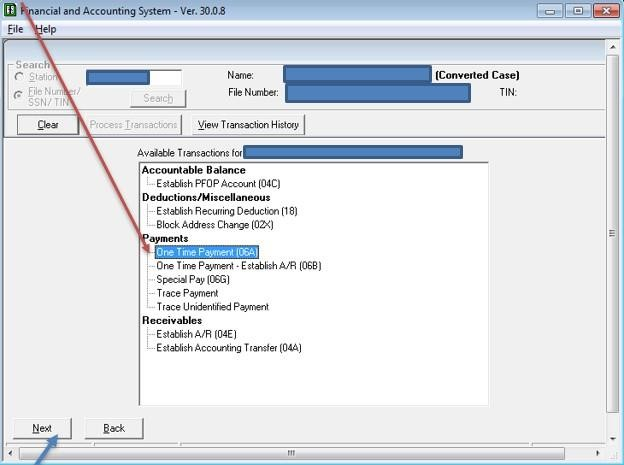 Financial and Accounting System - Ver. 30.0.8
File Help
Search
Station
File Number/
SSN/ TIN
Search
Name: (Converted Case)
File Number: TIN:
Clear Process Transactions View Transaction History
Available Transactions for
Accountable Balance
Establish PFOP Account (04C)
Deductions/Miscellaneous
Establish Recurring Deduction (18)
Block Address Change (02X)
Payments
One Time Payment (06A)
One Time Payment - Establish A/R (06B)
Special Pay (06G)
Trace Payment
Trace Unidentified Payment
Receivables
Establish A/R (04E)
Establish Accounting Transfer (04A)
Next Back